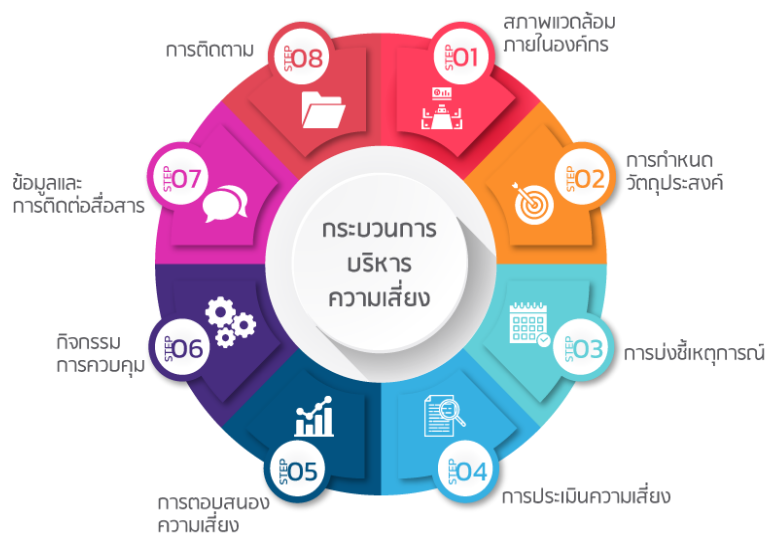 กระบวนการ
บริหาร
ความเสี่ยง
STEP 01
สภาพแวดล้อม
ภายในองค์กร
STEP 02
การกำหนด
วัตถุประสงค์
STEP 03
การบ่งชี้เหตุการณ์
STEP 04
การประเมินความเสี่ยง
STEP 05
การตอบสนอง
ความเสี่ยง
STEP 06
กิจกรรม
การควบคุม
STEP 07
ข้อมูลและ
การติดต่อสื่อสาร
STEP 08
การติดตาม